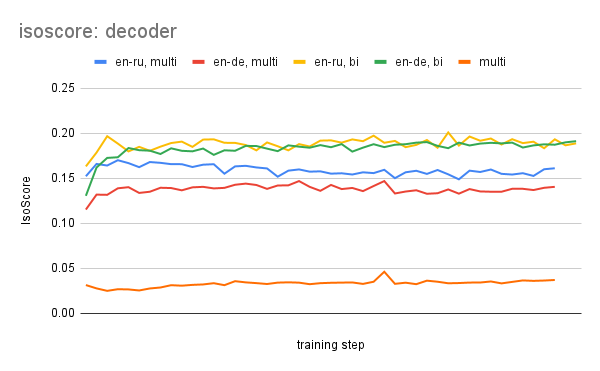 isoscore: decoder
en-ru, multi en-de, multi en-ru, bi en-de, bi multi
0.25
0.20
0.15
0.10
0.05
0.00
IsoScore
training step